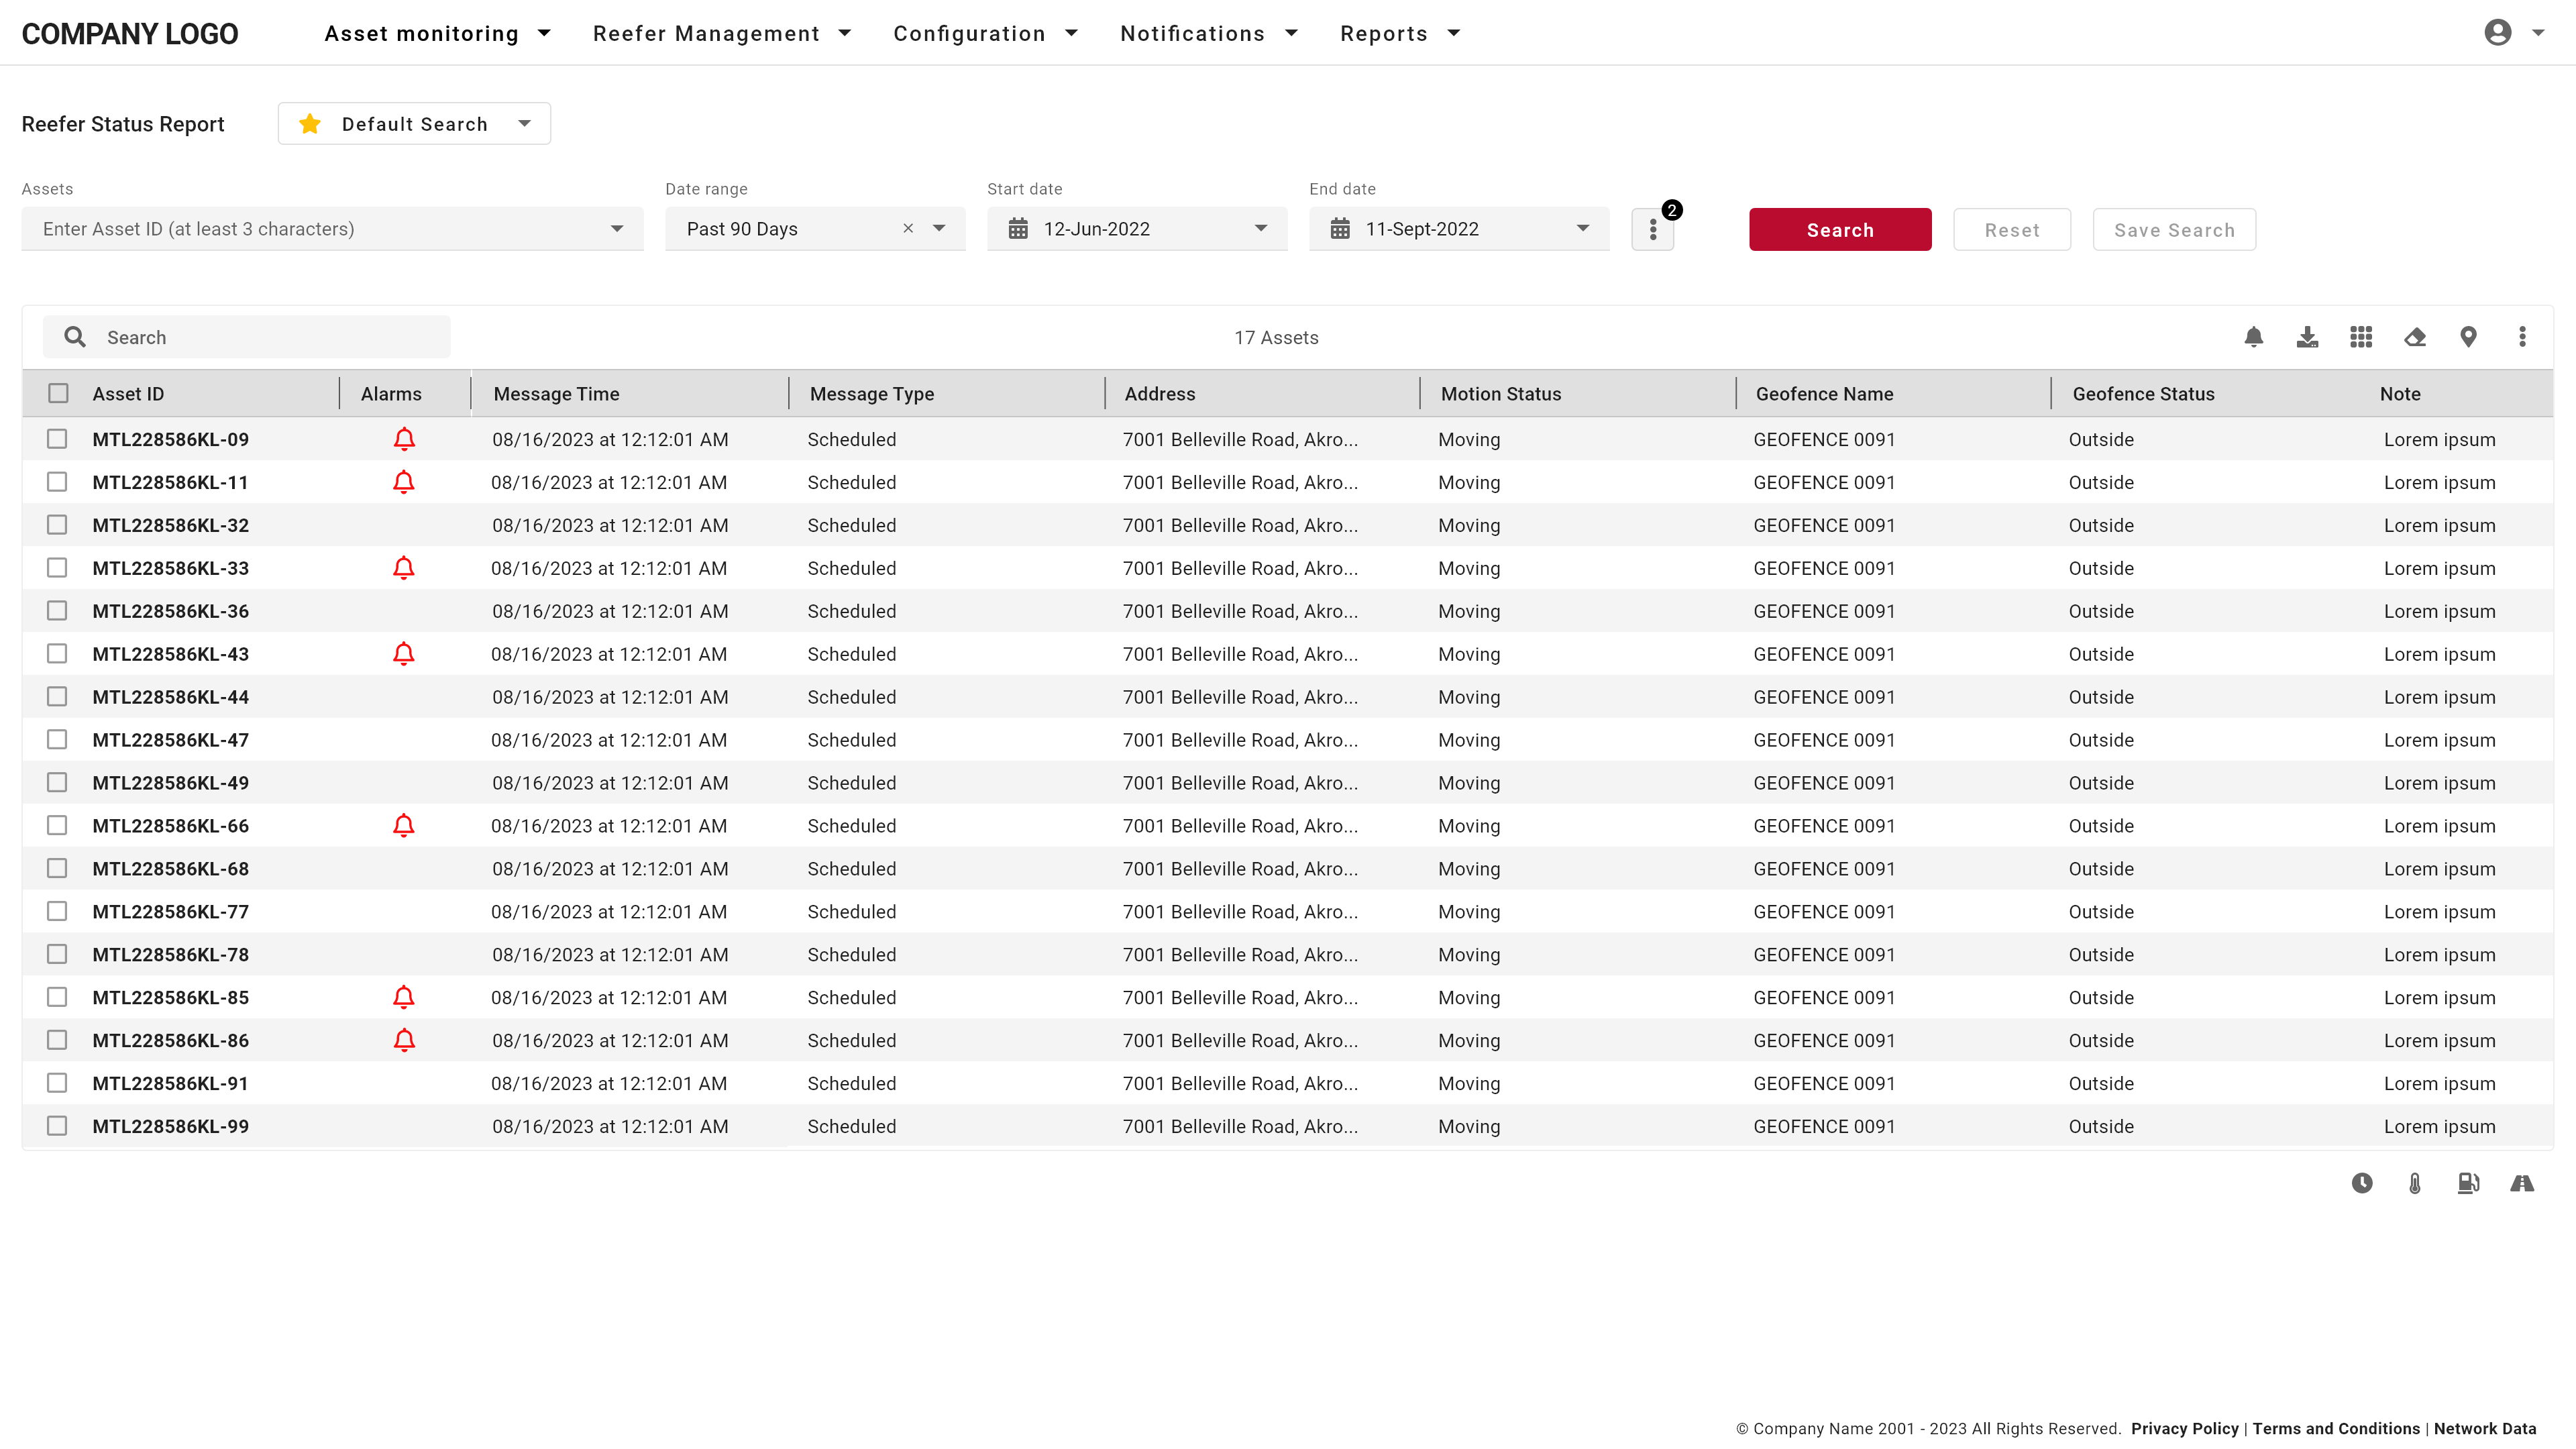 COMPANY LOGO Asset monitoring Reefer Management Configuration Notifications Reports
Reefer Status Report Default Search
Assets Date range Start date End date
Enter Asset ID (at least 3 characters) Past 90 Days 12-Jun-2022 11-Sept-2022 2 Search Reset Save Search
Search 17 Assets
Asset ID Alarms Message Time Message Type Address Motion Status Geofence Name Geofence Status Note
MTL228586KL-09 08/16/2023 at 12:12:01 AM Scheduled 7001 Belleville Road, Akro... Moving GEOFENCE 0091 Outside Lorem ipsum
MTL228586KL-11 08/16/2023 at 12:12:01 AM Scheduled 7001 Belleville Road, Akro... Moving GEOFENCE 0091 Outside Lorem ipsum
MTL228586KL-32 08/16/2023 at 12:12:01 AM Scheduled 7001 Belleville Road, Akro... Moving GEOFENCE 0091 Outside Lorem ipsum
MTL228586KL-33 08/16/2023 at 12:12:01 AM Scheduled 7001 Belleville Road, Akro... Moving GEOFENCE 0091 Outside Lorem ipsum
MTL228586KL-36 08/16/2023 at 12:12:01 AM Scheduled 7001 Belleville Road, Akro... Moving GEOFENCE 0091 Outside Lorem ipsum
MTL228586KL-43 08/16/2023 at 12:12:01 AM Scheduled 7001 Belleville Road, Akro... Moving GEOFENCE 0091 Outside Lorem ipsum
MTL228586KL-44 08/16/2023 at 12:12:01 AM Scheduled 7001 Belleville Road, Akro... Moving GEOFENCE 0091 Outside Lorem ipsum
MTL228586KL-47 08/16/2023 at 12:12:01 AM Scheduled 7001 Belleville Road, Akro... Moving GEOFENCE 0091 Outside Lorem ipsum
MTL228586KL-49 08/16/2023 at 12:12:01 AM Scheduled 7001 Belleville Road, Akro... Moving GEOFENCE 0091 Outside Lorem ipsum
MTL228586KL-66 08/16/2023 at 12:12:01 AM Scheduled 7001 Belleville Road, Akro... Moving GEOFENCE 0091 Outside Lorem ipsum
MTL228586KL-68 08/16/2023 at 12:12:01 AM Scheduled 7001 Belleville Road, Akro... Moving GEOFENCE 0091 Outside Lorem ipsum
MTL228586KL-77 08/16/2023 at 12:12:01 AM Scheduled 7001 Belleville Road, Akro... Moving GEOFENCE 0091 Outside Lorem ipsum
MTL228586KL-78 08/16/2023 at 12:12:01 AM Scheduled 7001 Belleville Road, Akro... Moving GEOFENCE 0091 Outside Lorem ipsum
MTL228586KL-85 08/16/2023 at 12:12:01 AM Scheduled 7001 Belleville Road, Akro... Moving GEOFENCE 0091 Outside Lorem ipsum
MTL228586KL-86 08/16/2023 at 12:12:01 AM Scheduled 7001 Belleville Road, Akro... Moving GEOFENCE 0091 Outside Lorem ipsum
MTL228586KL-91 08/16/2023 at 12:12:01 AM Scheduled 7001 Belleville Road, Akro... Moving GEOFENCE 0091 Outside Lorem ipsum
MTL228586KL-99 08/16/2023 at 12:12:01 AM Scheduled 7001 Belleville Road, Akro... Moving GEOFENCE 0091 Outside Lorem ipsum
© Company Name 2001 - 2023 All Rights Reserved. Privacy Policy | Terms and Conditions | Network Data